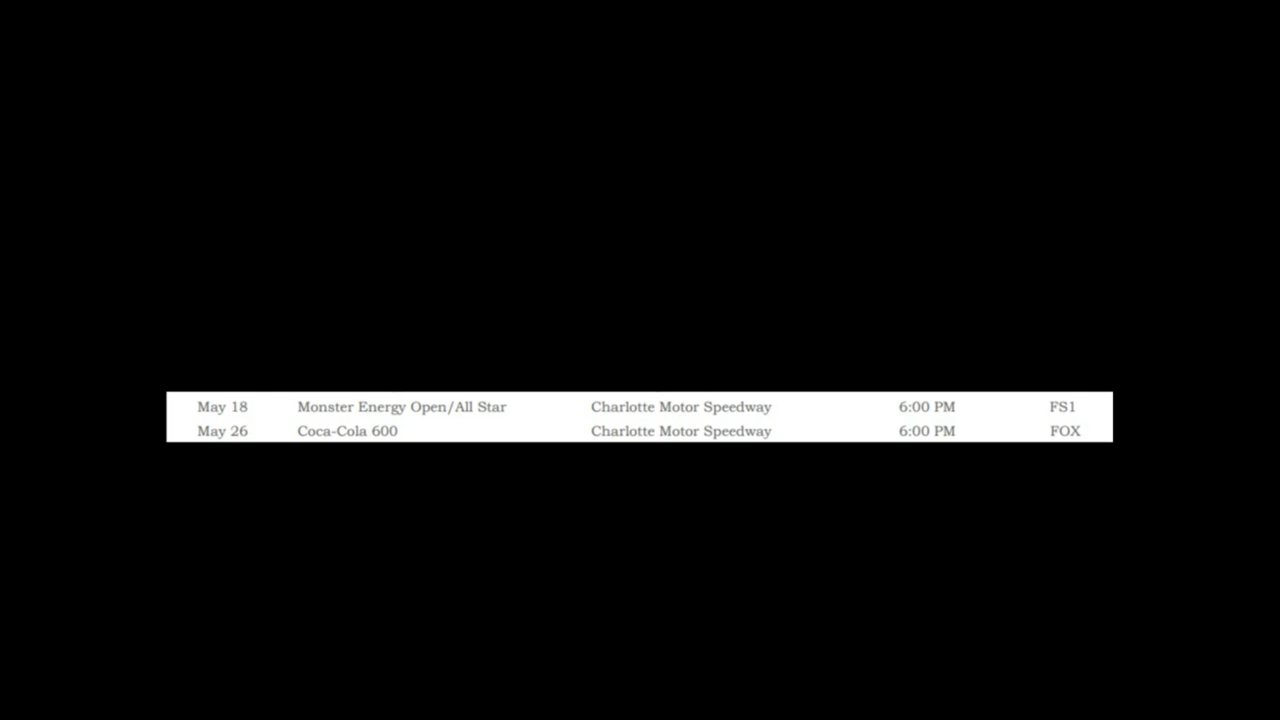 May 18 Monster Energy Open/All Star Charlotte Motor Speedway 6:00 PM FS1
May 26 Coca-Cola 600 Charlotte Motor Speedway 6:00 PM FOX